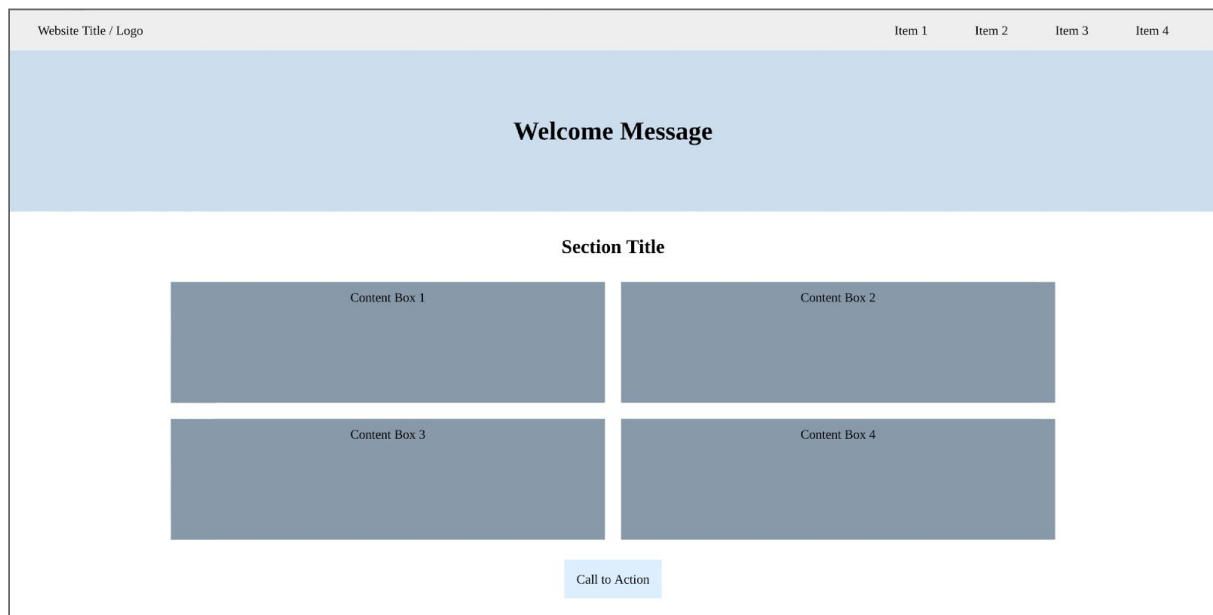 Website Title / Logo Item 1 Item 2 Item 3 Item 4
Welcome Message
Section Title
Content Box 1 Content Box 2
Content Box 3 Content Box 4
Call to Action